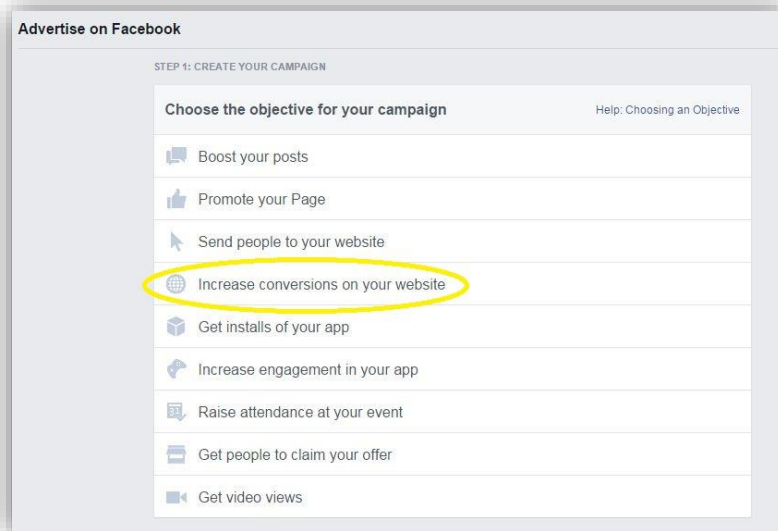 Advertise on Facebook
STEP 1: CREATE YOUR CAMPAIGN
Choose the objective for your campaign
Help: Choosing an Objective
Boost your posts
Promote your Page
Send people to your website
Increase conversions on your website
Get installs of your app
Increase engagement in your app
Raise attendance at your event
Get people to claim your offer
Get video views